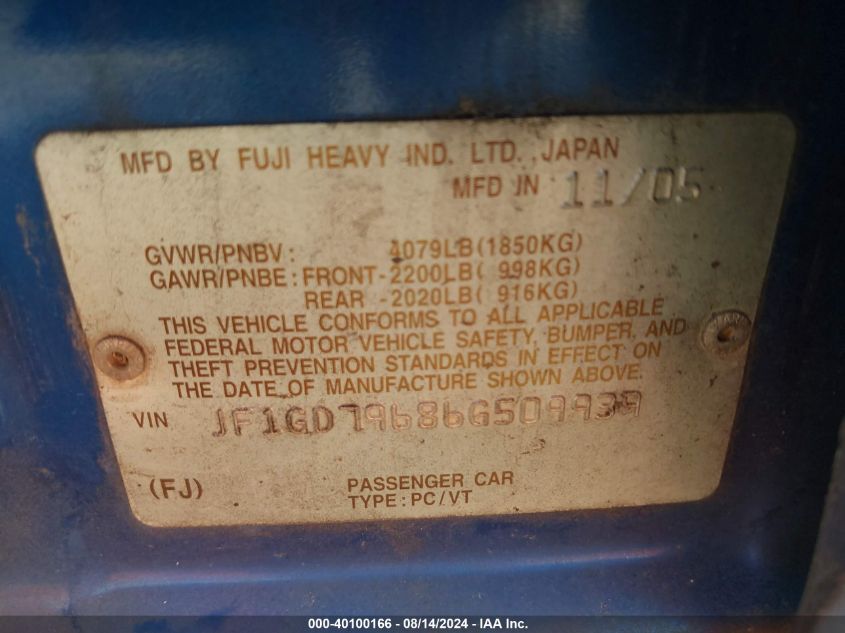 MFD BY FUJI HEAVY IND. LTD. JAPAN
MFD IN 11/05
GVWR/PNBV: 4079LB(1850KG)
GAWR/PNBE: FRONT-2200LB( 998KG)
REAR -2020LB( 916KG)
THIS VEHICLE CONFORMS TO ALL APPLICABLE
FEDERAL MOTOR VEHICLE SAFETY, BUMPER, AND
THEFT PREVENTION STANDARDS IN EFFECT ON
THE DATE OF MANUFACTURE SHOWN ABOVE.
VIN JF1GD79686G509939
(FJ) PASSENGER CAR
TYPE: PC/VT
000-40100166 - 08/14/2024 - IAA Inc.